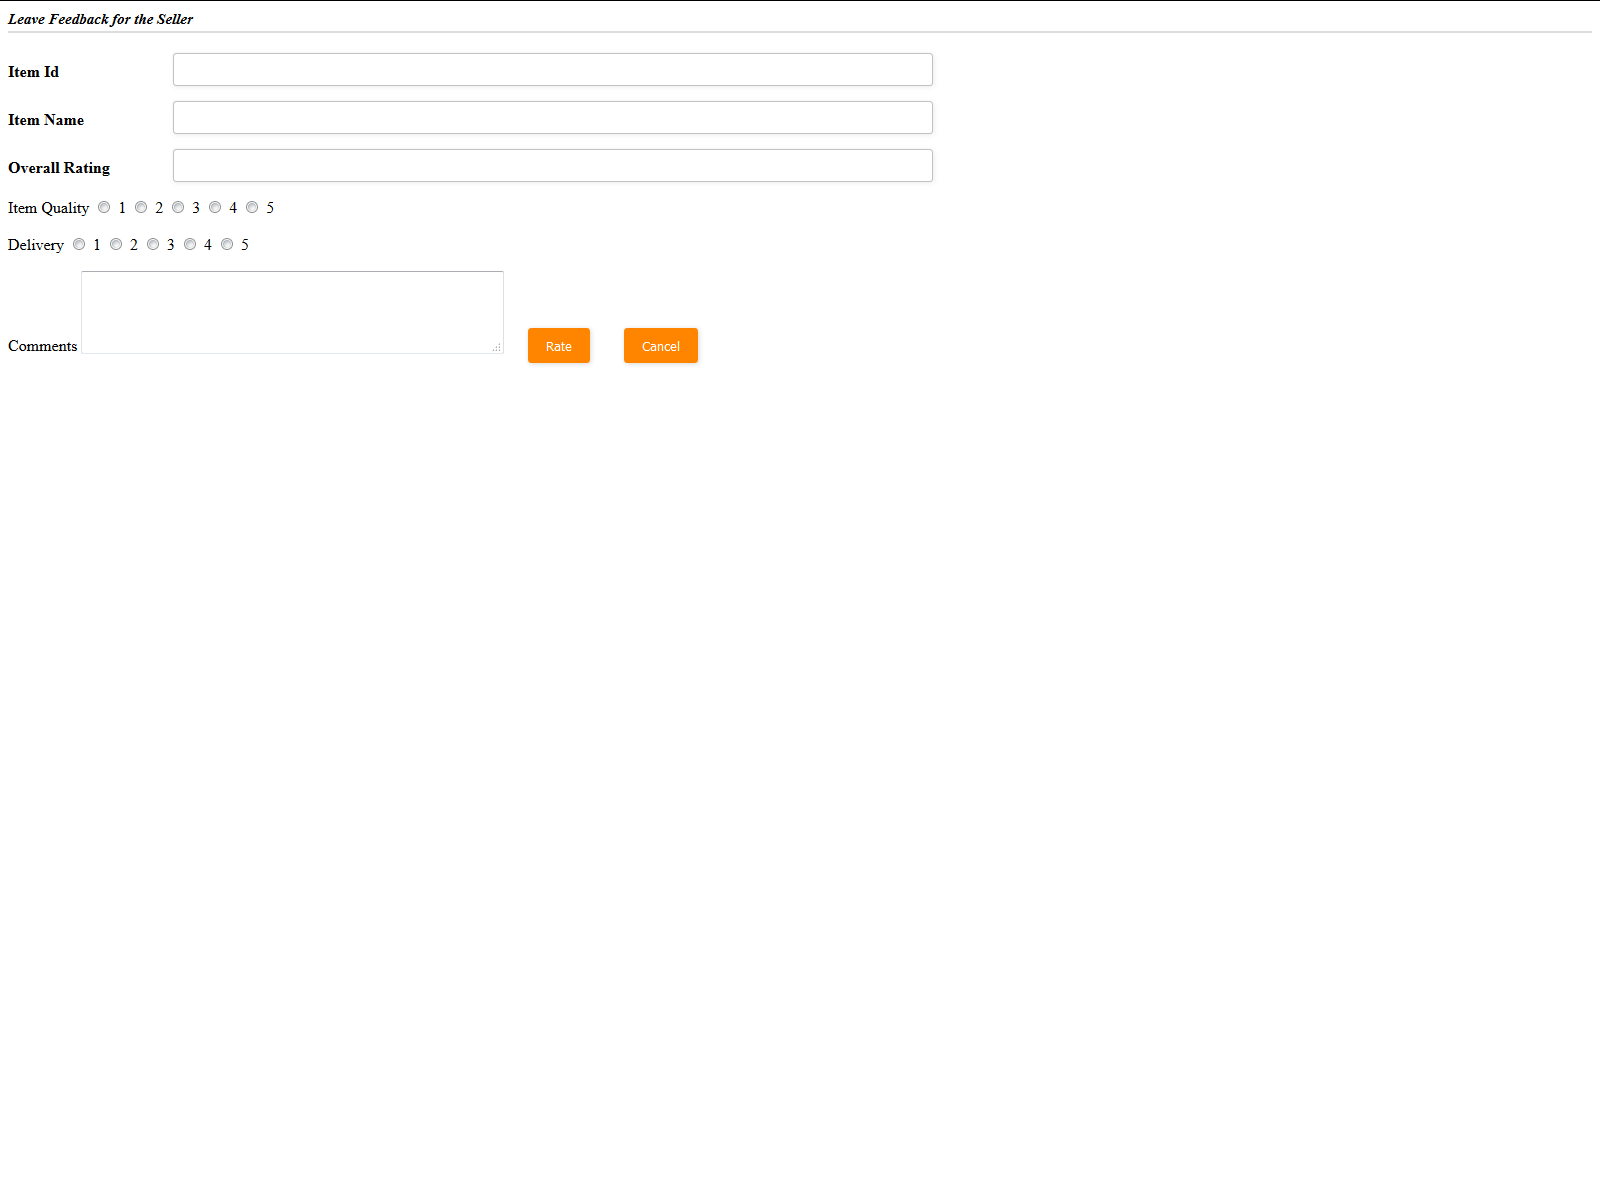 Leave Feedback for the Seller
Item Id
Item Name
Overall Rating
Item Quality 1 2 3 4 5
Delivery 1 2 3 4 5
Comments Rate Cancel